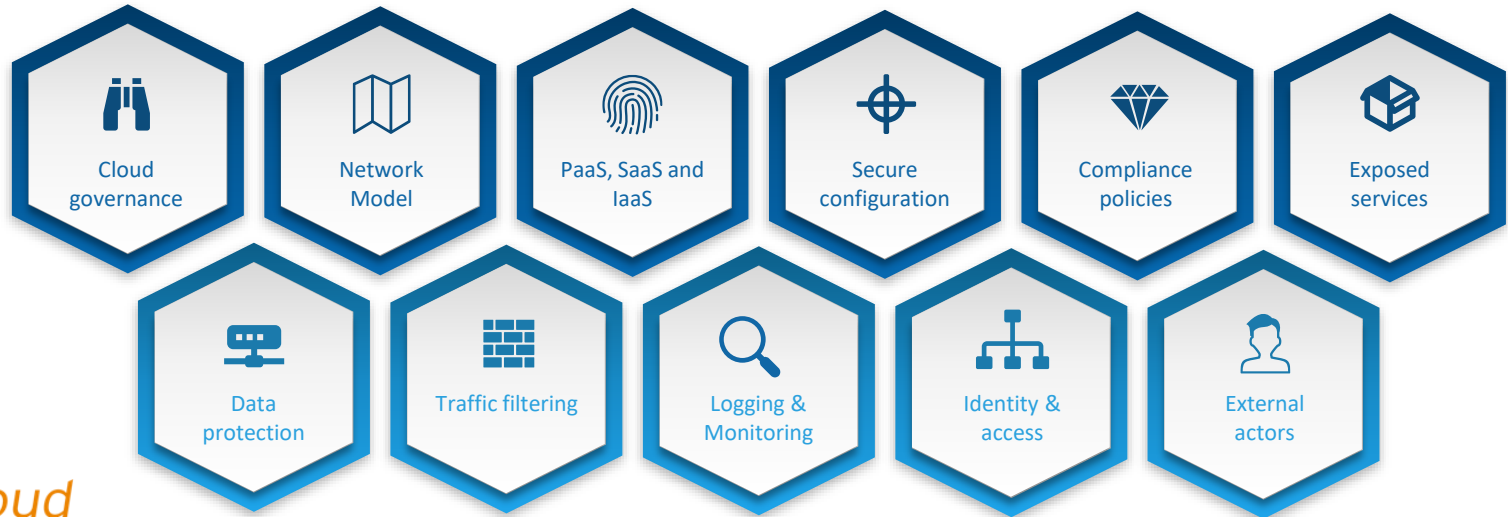 Cloud
governance
Network
Model
PaaS, SaaS and
IaaS
Secure
configuration
Compliance
policies
Exposed
services
Data
protection
Traffic filtering
Logging &
Monitoring
Identity &
access
External
actors